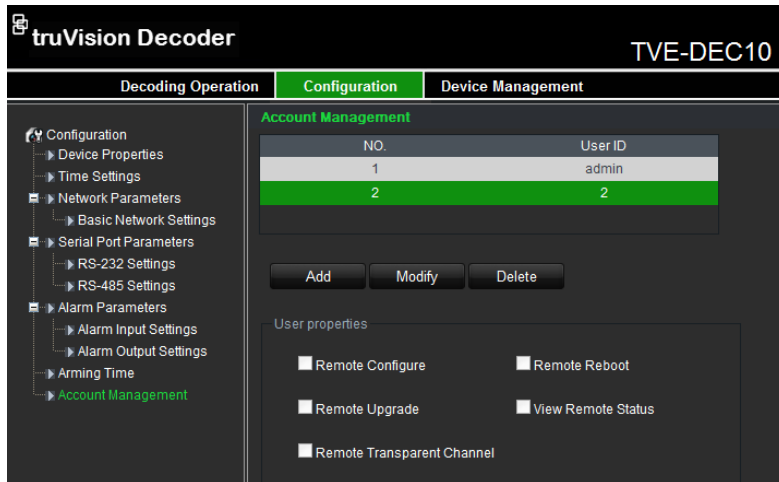 truVision Decoder
TVE-DEC10
Decoding Operation Configuration Device Management
Configuration
Device Properties
Time Settings
Network Parameters
Basic Network Settings
Serial Port Parameters
RS-232 Settings
RS-485 Settings
Alarm Parameters
Alarm Input Settings
Alarm Output Settings
Arming Time
Account Management
Account Management
NO. User ID
1 admin
2 2
Add Modify Delete
User properties
Remote Configure Remote Reboot
Remote Upgrade View Remote Status
Remote Transparent Channel